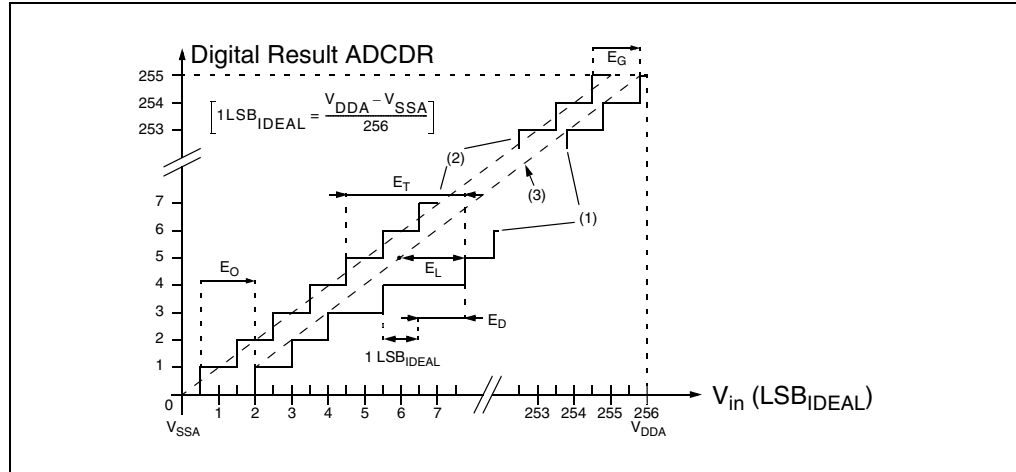 Digital Result ADCDR
E_G
255
254
253
1LSB_IDEAL = (V_DDA – V_SSA) / 256
(2)
E_T
(3)
7
(1)
6
5
E_O
E_L
4
3
E_D
2
1 LSB_IDEAL
1
0
1 2 3 4 5 6 7 253 254 255 256
V_in (LSB_IDEAL)
V_SSA V_DDA